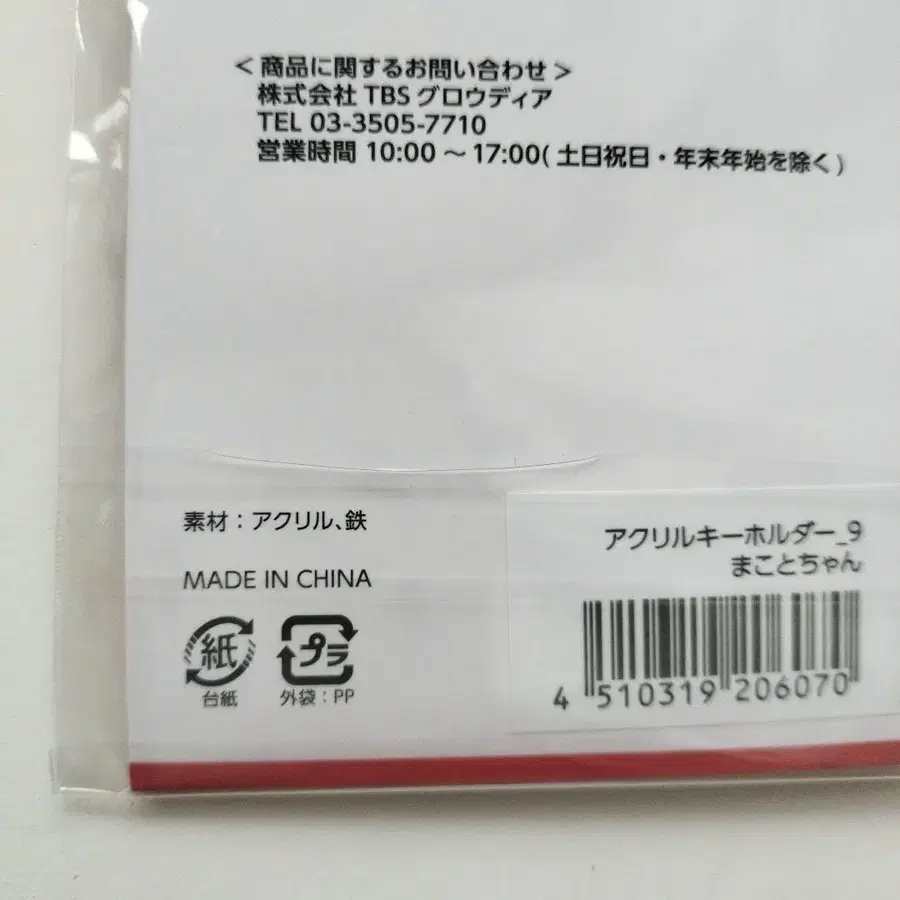 ＜商品に関するお問い合わせ＞
株式会社 TBS グロウディア
TEL 03-3505-7710
営業時間 10:00 ～ 17:00( 土日祝日・年末年始を除く )
素材：アクリル、鉄
MADE IN CHINA
紙
プラ
台紙
外袋：PP
アクリルキーホルダー_9
まことちゃん
4 510319 206070